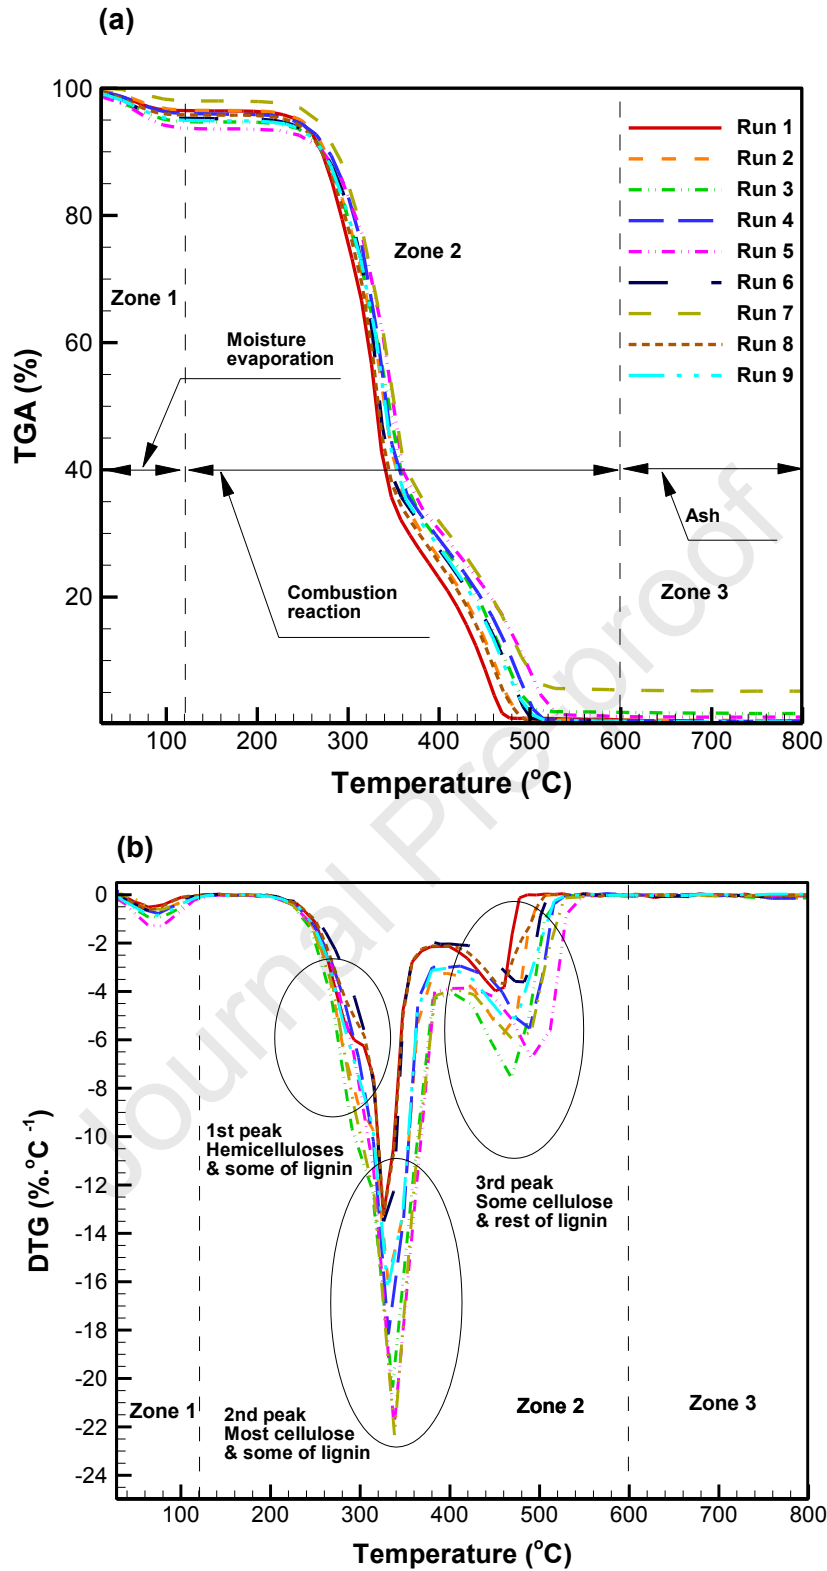 (a)
100
80
60
40
20
TGA (%)
Run 1
Run 2
Run 3
Run 4
Run 5
Run 6
Run 7
Run 8
Run 9
Zone 1
Zone 2
Moisture
evaporation
Ash
Combustion
reaction
Zone 3
100 200 300 400 500 600 700 800
Temperature (°C)
Journal Pre-proof
(b)
0
-2
-4
-6
-8
-10
-12
-14
-16
-18
-20
-22
-24
DTG (%.°C -1)
1st peak
Hemicelluloses
& some of lignin
3rd peak
Some cellulose
& rest of lignin
Zone 1
2nd peak
Most cellulose
& some of lignin
Zone 2
Zone 3
100 200 300 400 500 600 700 800
Temperature (°C)